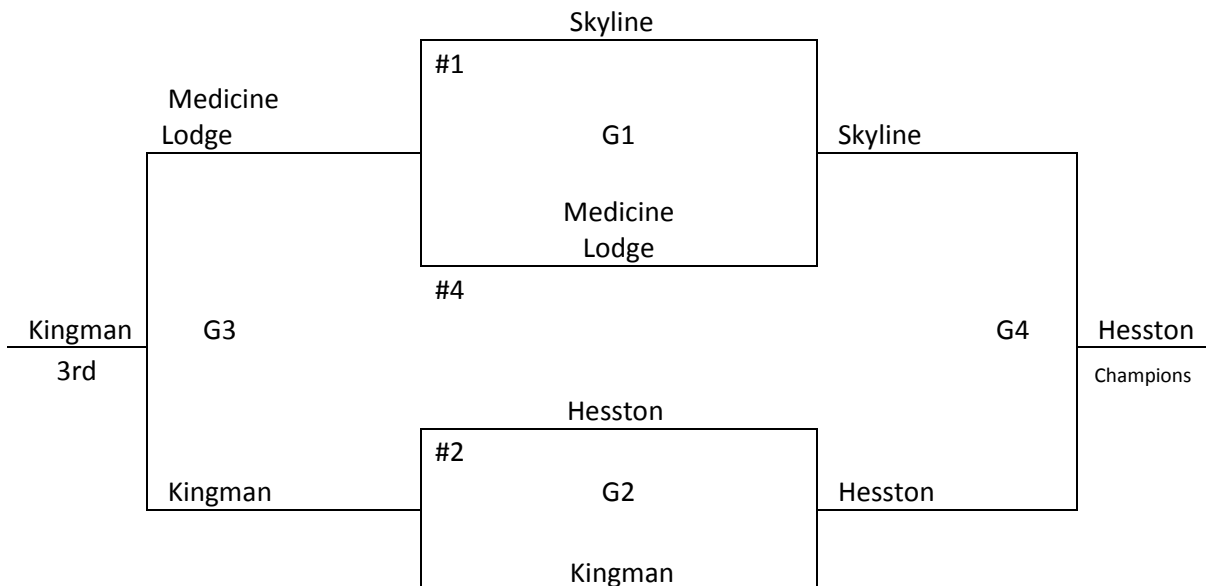 Skyline
#1
Medicine
Lodge
G1
Skyline
Medicine
Lodge
#4
Kingman
G3
G4
Hesston
3rd
Champions
Hesston
#2
Kingman
G2
Hesston
Kingman